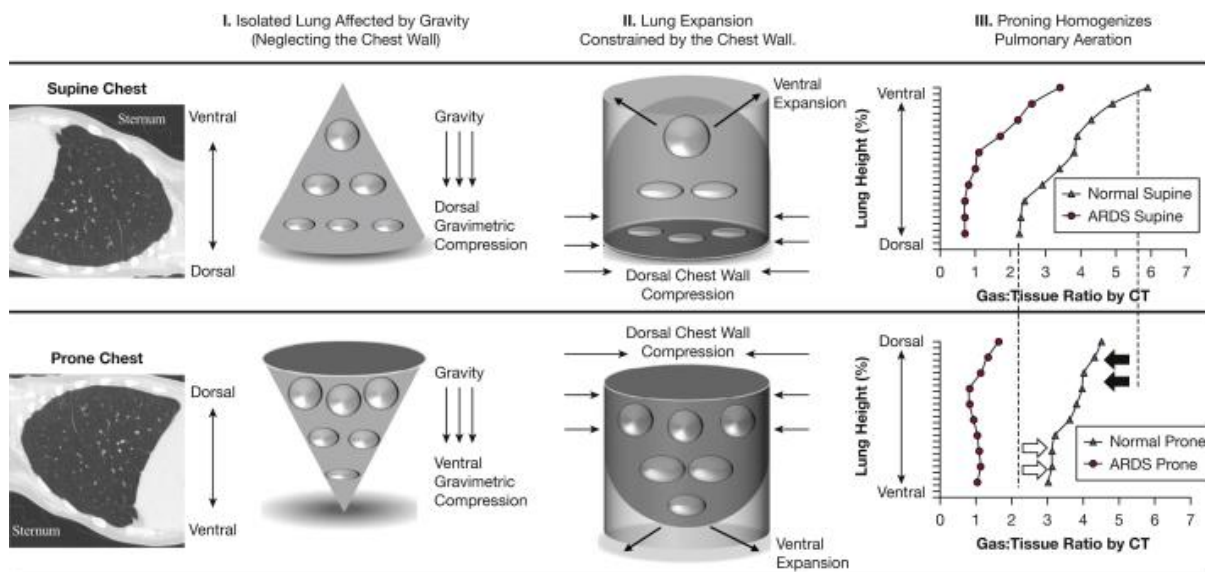 I. Isolated Lung Affected by Gravity
(Neglecting the Chest Wall)
II. Lung Expansion
Constrained by the Chest Wall.
III. Proning Homogenizes
Pulmonary Aeration
Supine Chest
Sternum
Ventral
Dorsal
Gravity
Dorsal
Gravimetric
Compression
Ventral
Expansion
Dorsal Chest Wall
Compression
Ventral
Lung Height (%)
Dorsal
Normal Supine
ARDS Supine
0 1 2 3 4 5 6 7
Gas:Tissue Ratio by CT
Prone Chest
Dorsal
Ventral
Sternum
Gravity
Ventral
Gravimetric
Compression
Dorsal Chest Wall
Compression
Ventral
Expansion
Dorsal
Lung Height (%)
Ventral
Normal Prone
ARDS Prone
0 1 2 3 4 5 6 7
Gas:Tissue Ratio by CT